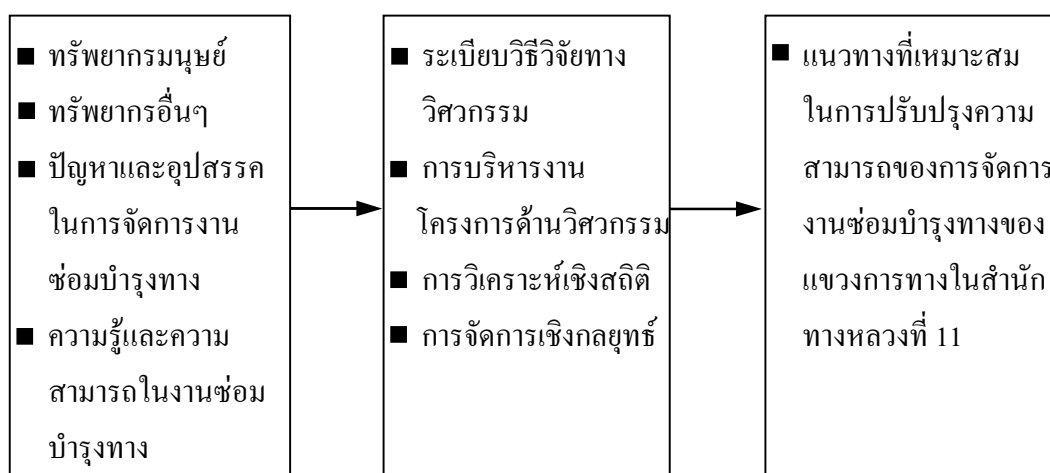 ■ ทรัพยากรมนุษย์
■ ทรัพยากรอื่นๆ
■ ปัญหาและอุปสรรค
ในการจัดการงาน
ซ่อมบำรุงทาง
■ ความรู้และความ
สามารถในงานซ่อม
บำรุงทาง
■ ระเบียบวิธีวิจัยทาง
วิศวกรรม
■ การบริหารงาน
โครงการด้านวิศวกรรม
■ การวิเคราะห์เชิงสถิติ
■ การจัดการเชิงกลยุทธ์
■ แนวทางที่เหมาะสม
ในการปรับปรุงความ
สามารถของการจัดการ
งานซ่อมบำรุงทางของ
แขวงการทางในสำนัก
ทางหลวงที่ 11